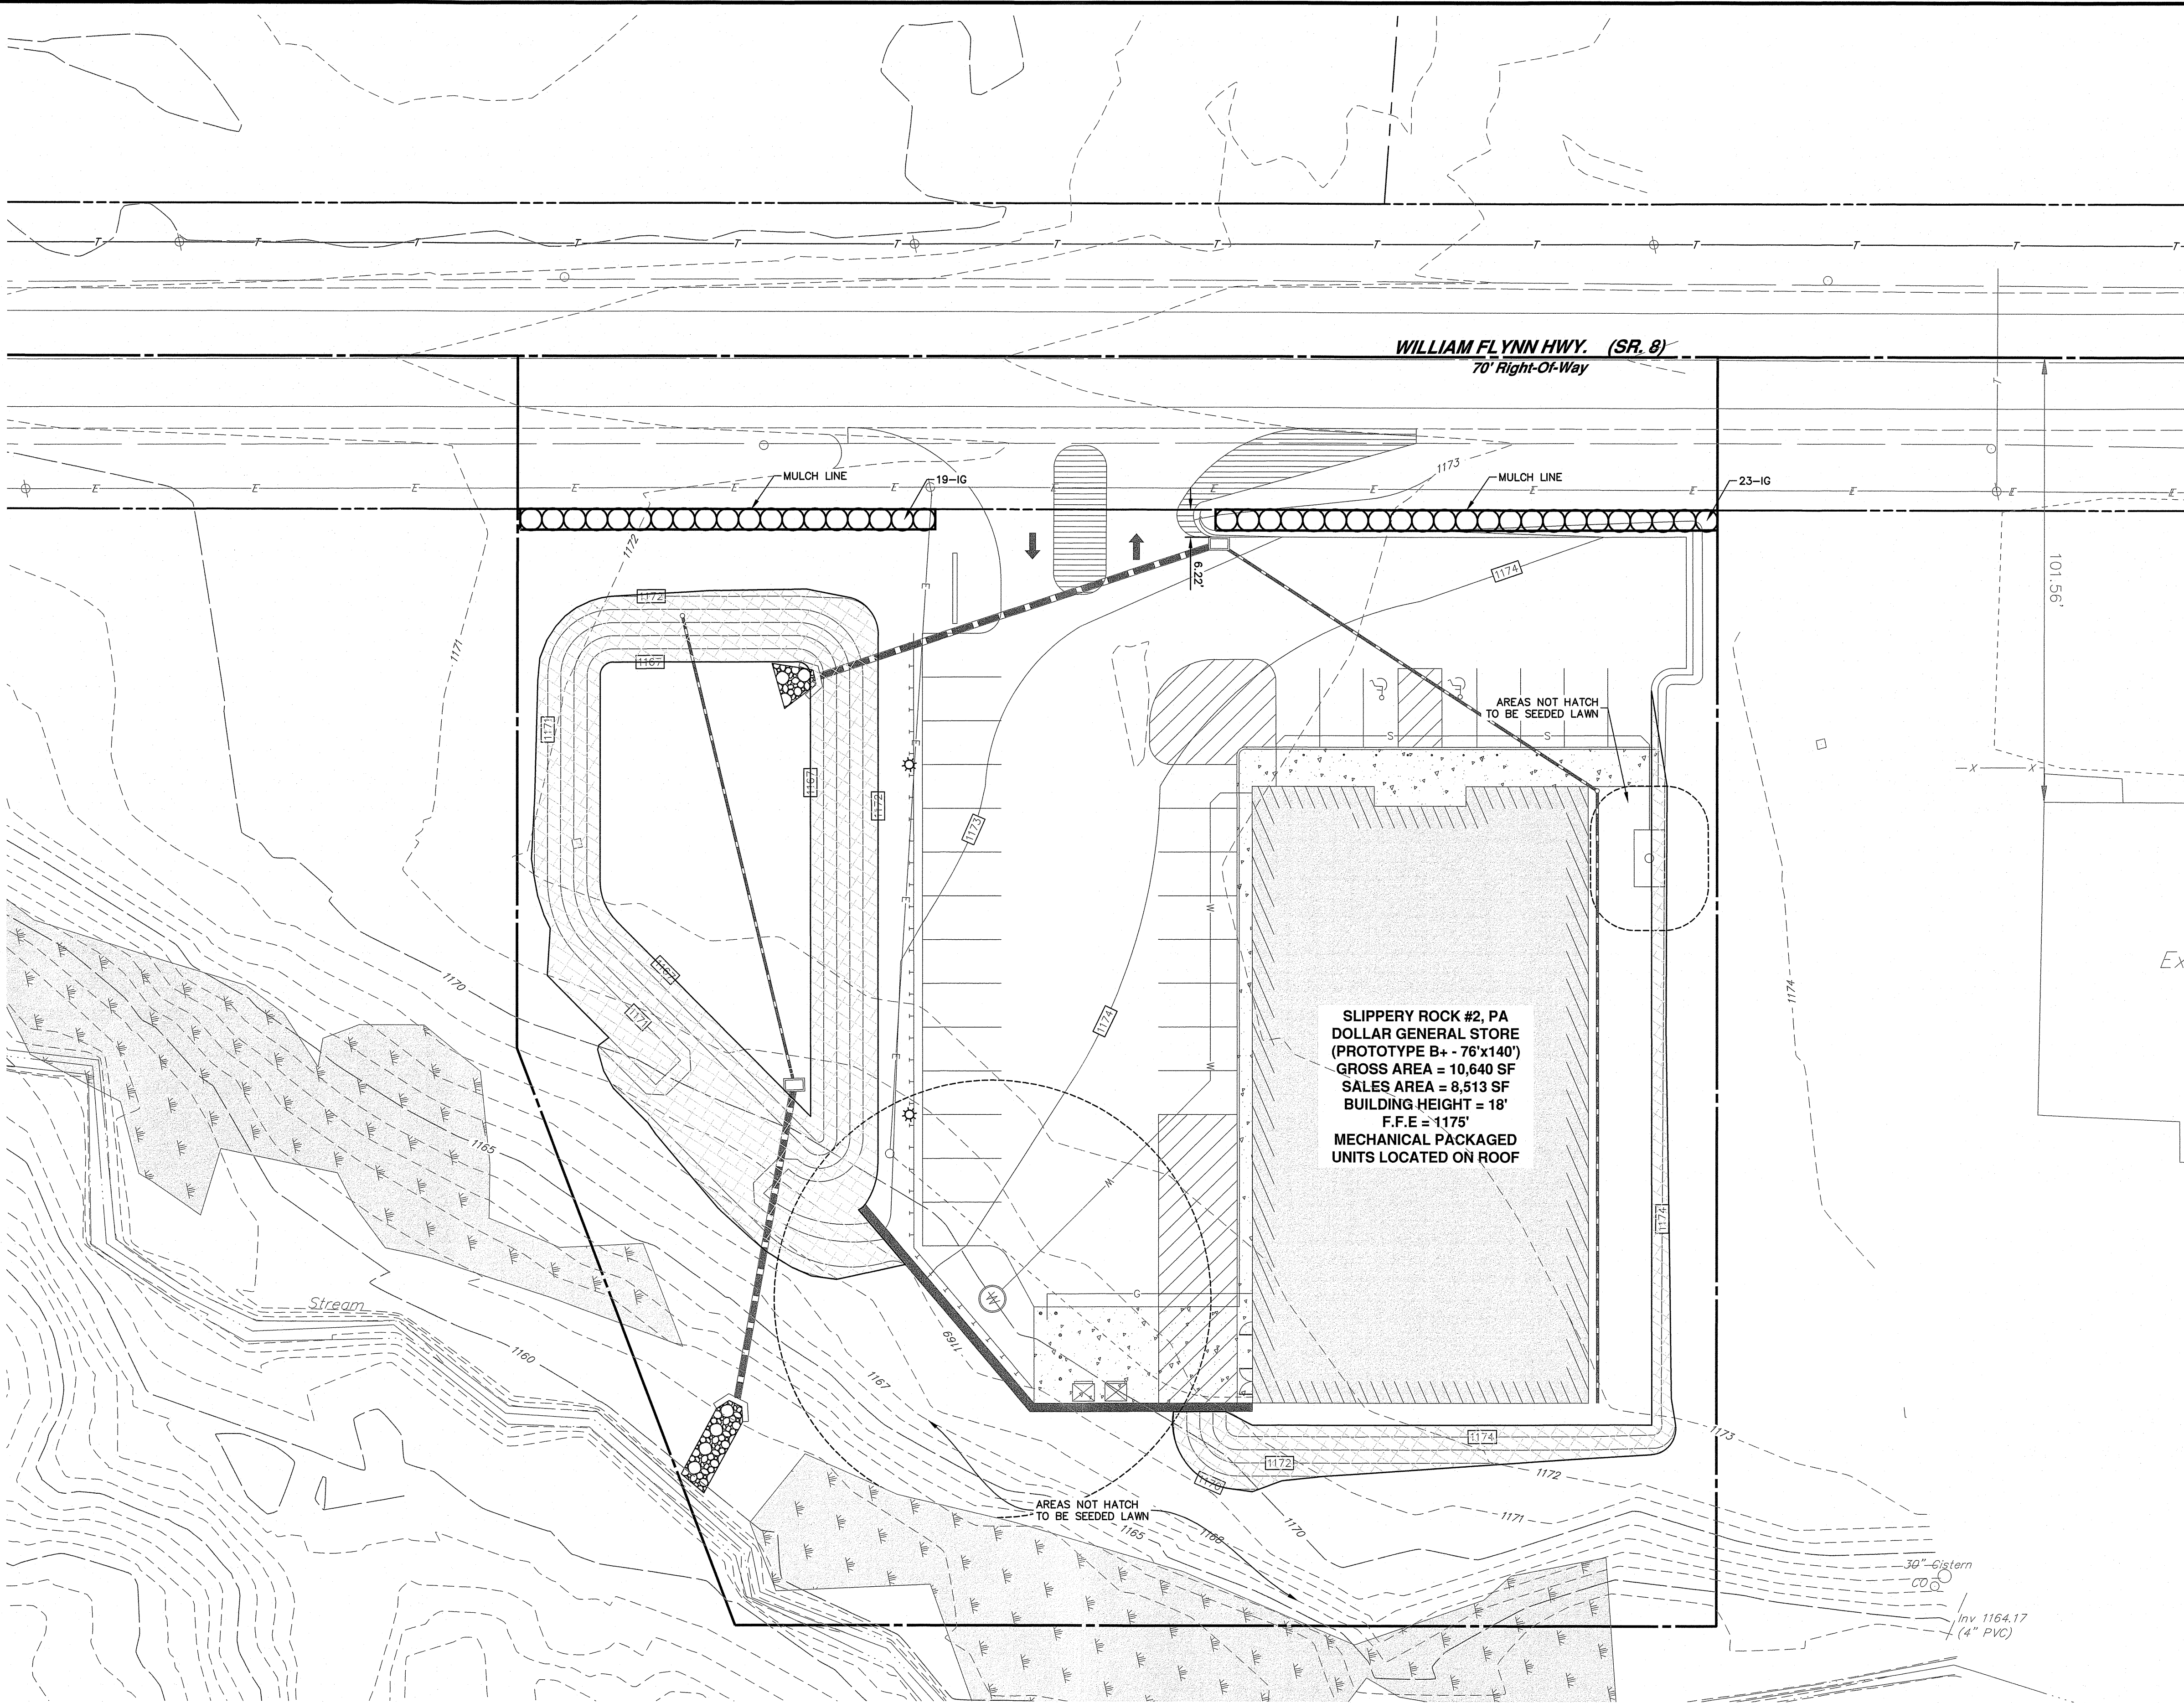 T T T T T T T T T T T T T T
WILLIAM FLYNN HWY. (SR. 8)
70' Right-Of-Way
T
MULCH LINE
19-IG
1173
MULCH LINE
23-IG
E E E E E E E E E E E E E E
1172
6.22'
1174
101.56'
1172
1171
1167
E
AREAS NOT HATCH
TO BE SEEDED LAWN
S S
1171
E
X X
1167
1172
1173
E
W
Ex
1167
1170
1174
1171
1174
SLIPPERY ROCK #2, PA
DOLLAR GENERAL STORE
(PROTOTYPE B+ - 76'x140')
GROSS AREA = 10,640 SF
SALES AREA = 8,513 SF
BUILDING HEIGHT = 18'
F.F.E = 1175'
MECHANICAL PACKAGED
UNITS LOCATED ON ROOF
E
W
1165
W
1174
Stream
W
G
1169
1160
1167
1174
1173
1172
1172
1170
AREAS NOT HATCH
TO BE SEEDED LAWN
1165
1168
1170
1171
30" Cistern
CO
Inv 1164.17
(4" PVC)